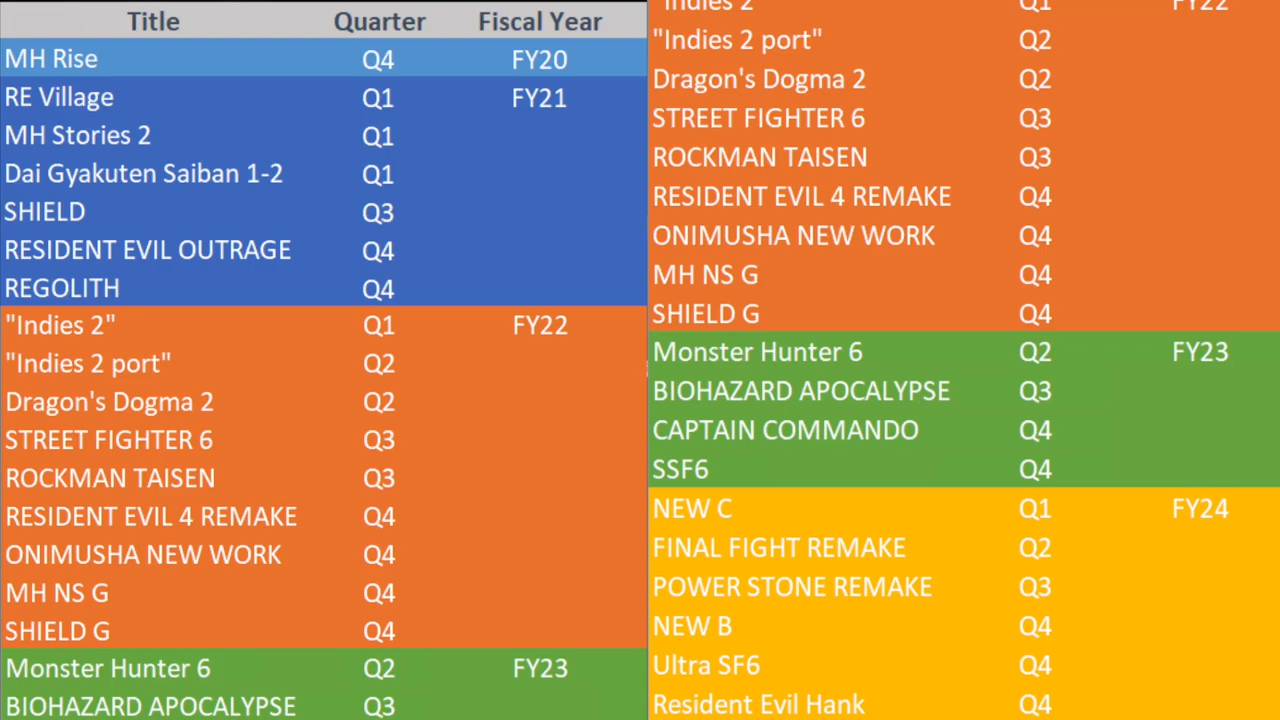 Title Quarter Fiscal Year
MH Rise Q4 FY20
RE Village Q1 FY21
MH Stories 2 Q1
Dai Gyakuten Saiban 1-2 Q1
SHIELD Q3
RESIDENT EVIL OUTRAGE Q4
REGOLITH Q4
"Indies 2" Q1 FY22
"Indies 2 port" Q2
Dragon's Dogma 2 Q2
STREET FIGHTER 6 Q3
ROCKMAN TAISEN Q3
RESIDENT EVIL 4 REMAKE Q4
ONIMUSHA NEW WORK Q4
MH NS G Q4
SHIELD G Q4
Monster Hunter 6 Q2 FY23
BIOHAZARD APOCALYPSE Q3
"Indies 2" Q1 FY22
"Indies 2 port" Q2
Dragon's Dogma 2 Q2
STREET FIGHTER 6 Q3
ROCKMAN TAISEN Q3
RESIDENT EVIL 4 REMAKE Q4
ONIMUSHA NEW WORK Q4
MH NS G Q4
SHIELD G Q4
Monster Hunter 6 Q2 FY23
BIOHAZARD APOCALYPSE Q3
CAPTAIN COMMANDO Q4
SSF6 Q4
NEW C Q1 FY24
FINAL FIGHT REMAKE Q2
POWER STONE REMAKE Q3
NEW B Q4
Ultra SF6 Q4
Resident Evil Hank Q4